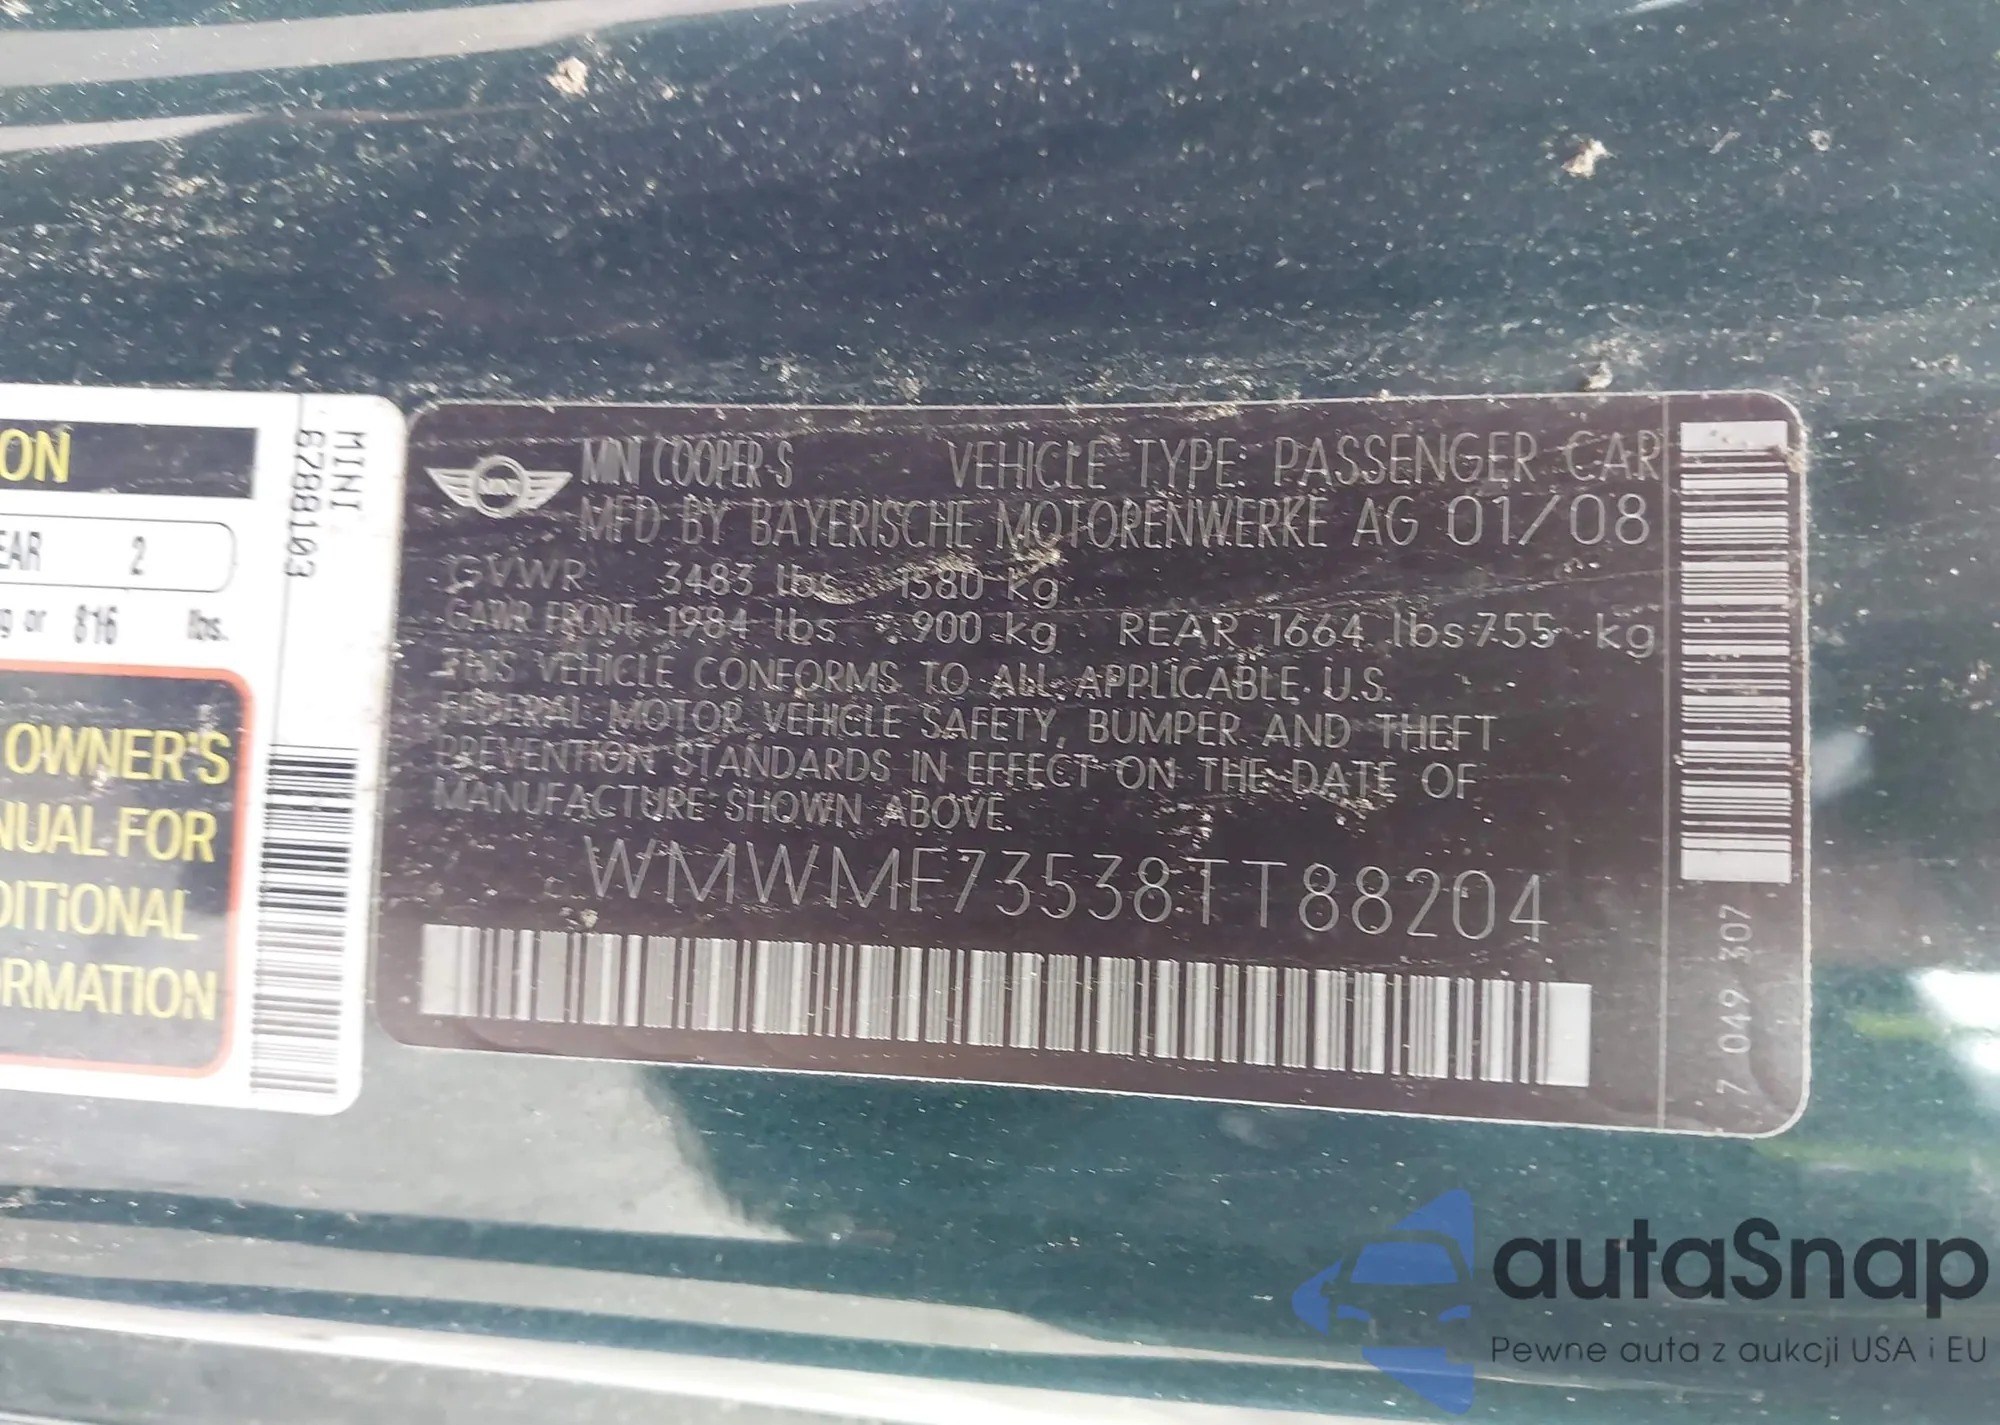 ON
EAR 2
g or 816 lbs.
OWNER'S
NUAL FOR
DITIONAL
ORMATION
MINI
6788103
MINI COOPER S VEHICLE TYPE: PASSENGER CAR
MFD BY BAYERISCHE MOTORENWERKE AG 01/08
GVWR 3483 lbs 1580 kg
GAWR FRONT 1984 lbs 900 kg REAR 1664 lbs 755 kg
THIS VEHICLE CONFORMS TO ALL APPLICABLE U.S.
FEDERAL MOTOR VEHICLE SAFETY, BUMPER AND THEFT
PREVENTION STANDARDS IN EFFECT ON THE DATE OF
MANUFACTURE SHOWN ABOVE.
WMWMF73538TT88204
7 049 307
autaSnap
Pewne auta z aukcji USA i EU